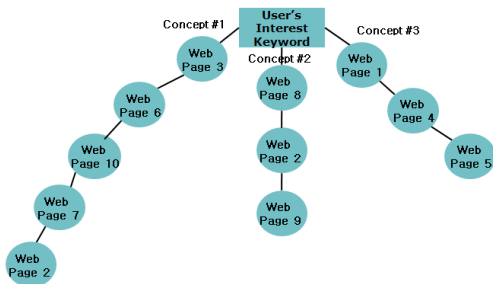 User's
Interest
Keyword
Concept #1
Web
Page 3
Web
Page 6
Web
Page 10
Web
Page 7
Web
Page 2
Concept #2
Web
Page 8
Web
Page 2
Web
Page 9
Concept #3
Web
Page 1
Web
Page 4
Web
Page 5